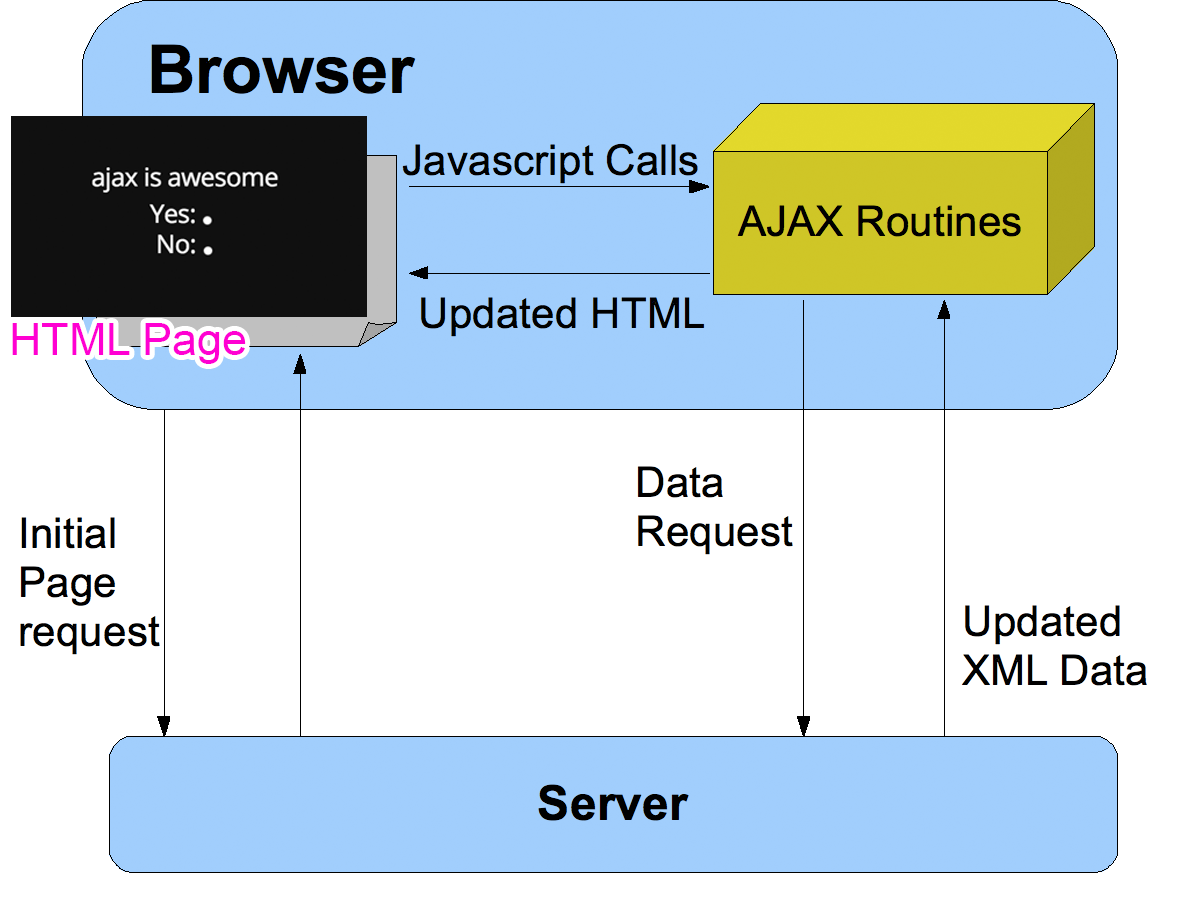 Browser
ajax is awesome
Yes:
No:
HTML Page
Javascript Calls
AJAX Routines
Updated HTML
Initial
Page
request
Data
Request
Updated
XML Data
Server